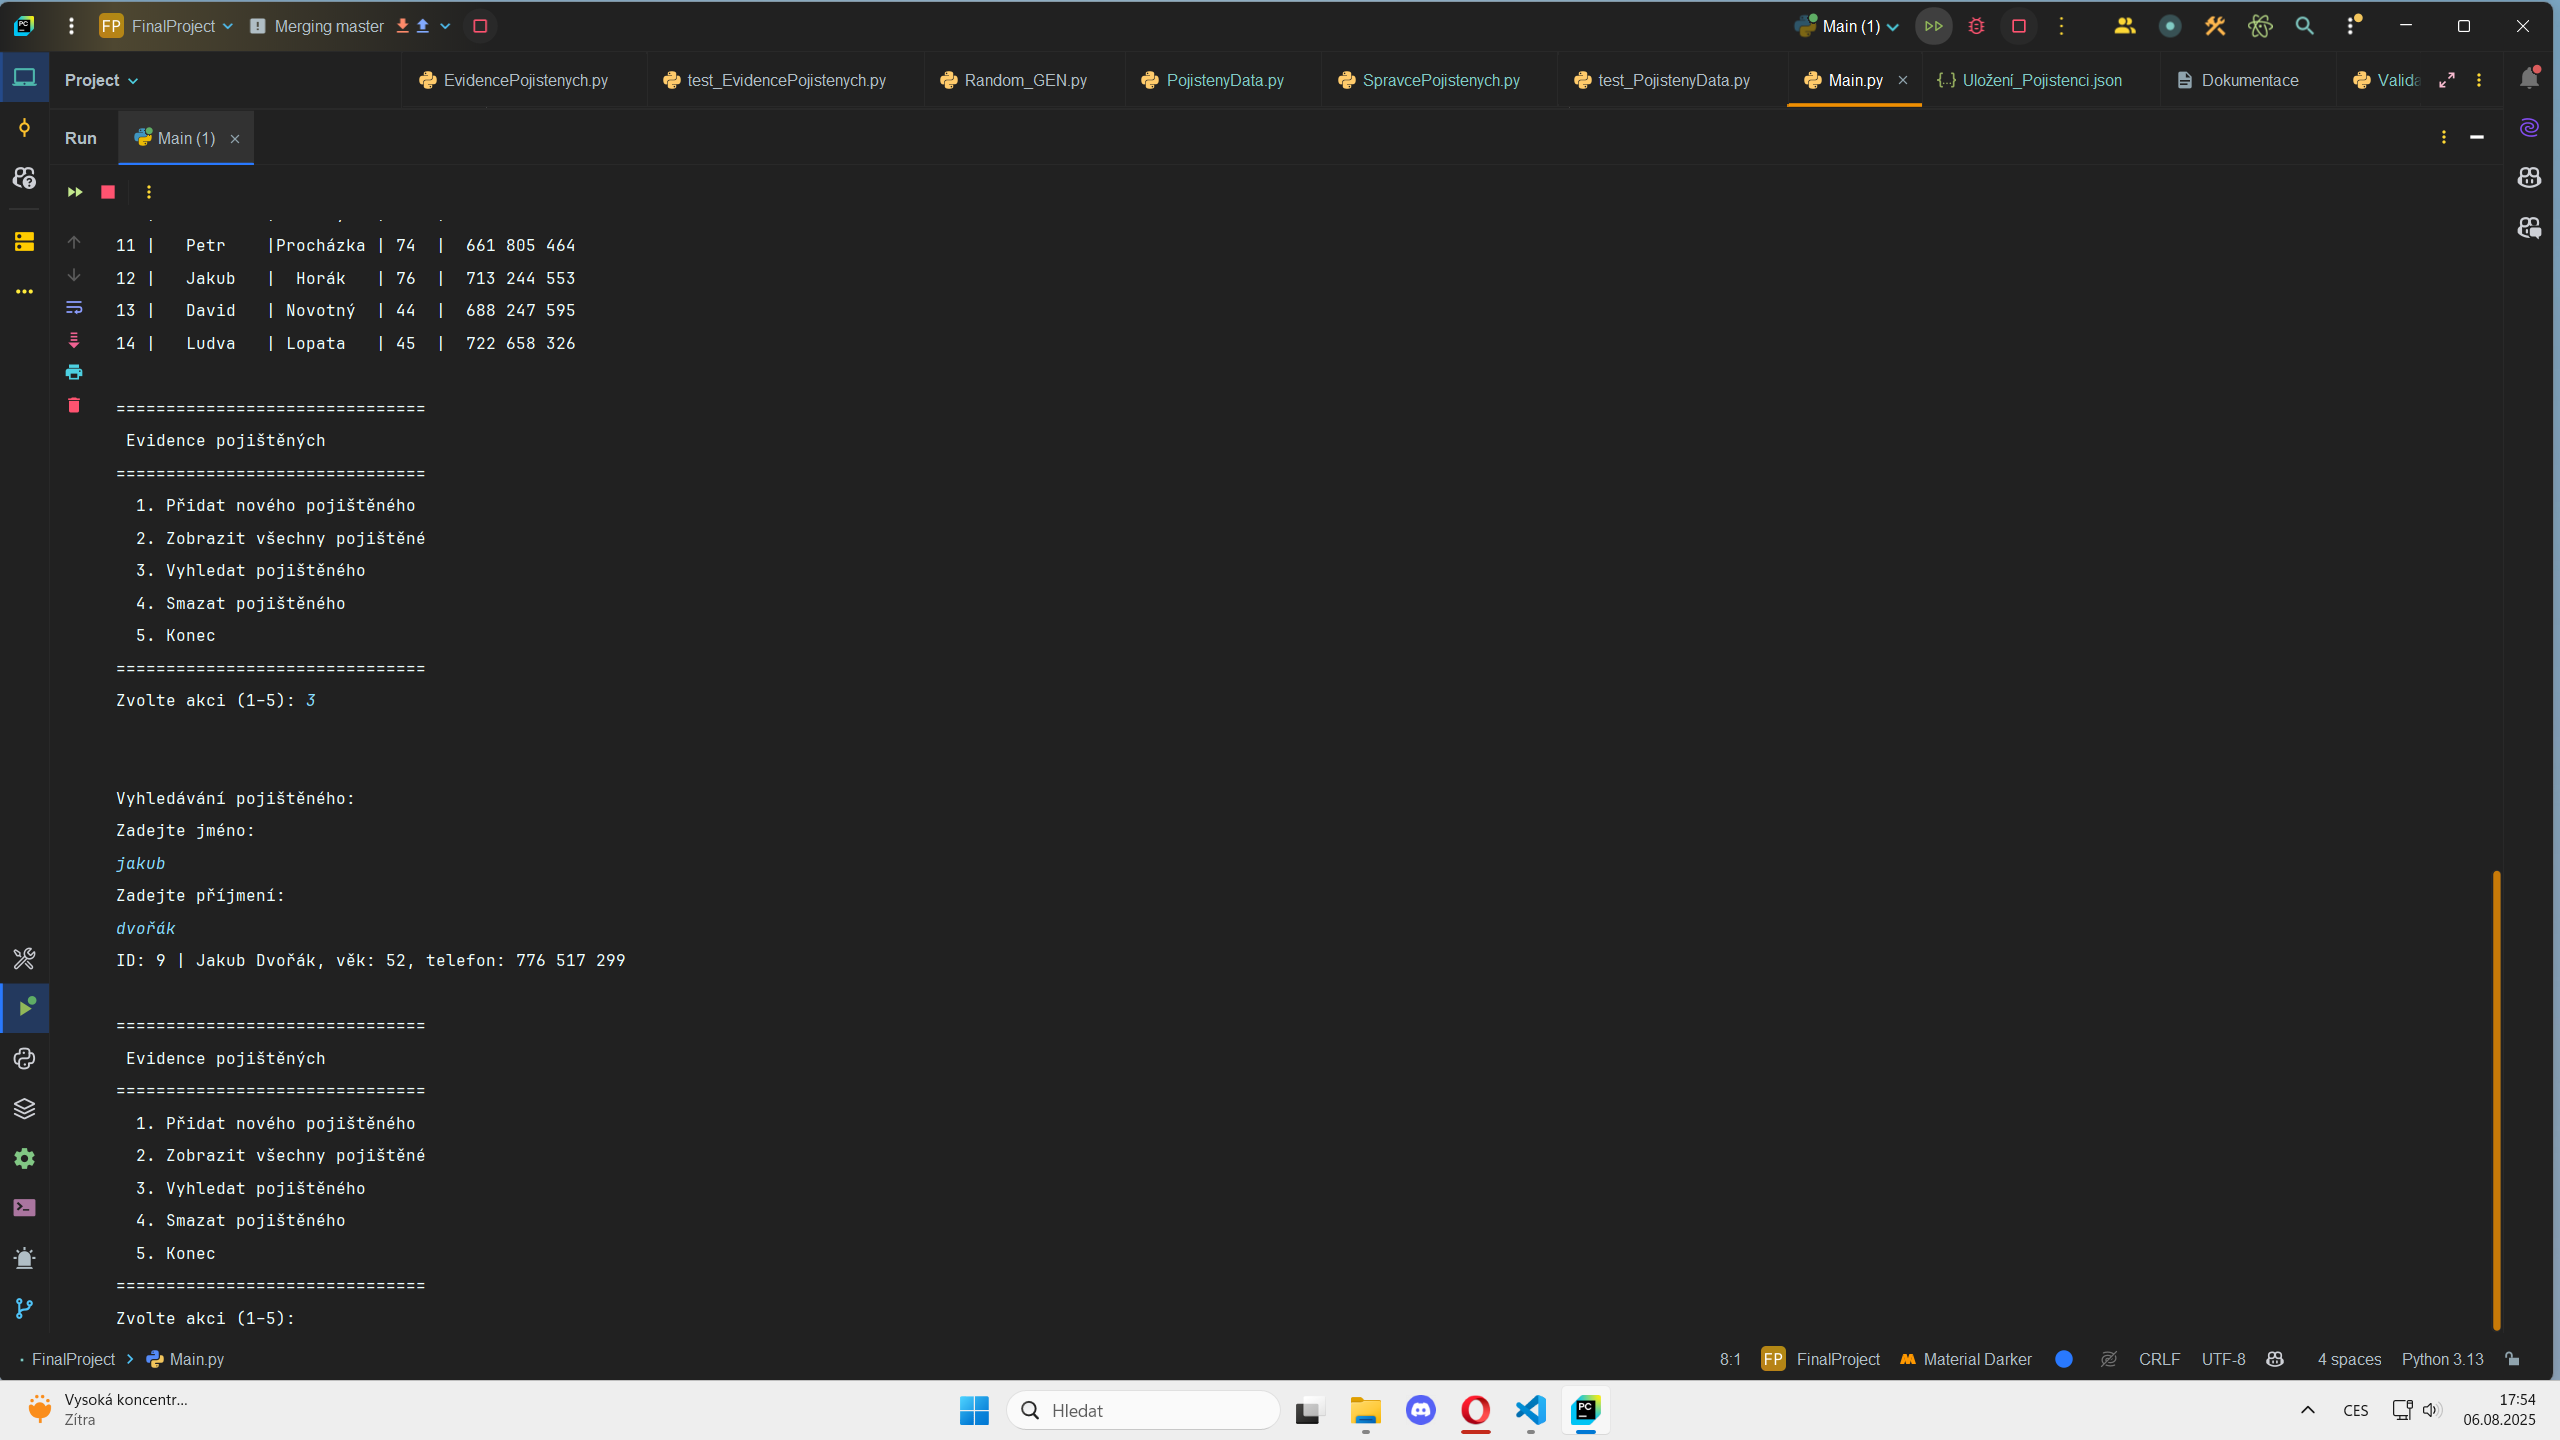 FP FinalProject Merging master Main (1)
Project EvidencePojistenych.py test_EvidencePojistenych.py Random_GEN.py PojistenyData.py SpravcePojistenych.py test_PojistenyData.py Main.py Uložení_Pojistenci.json Dokumentace
Run Main (1)
11 |   Petr    |Procházka | 74  |  661 805 464
12 |   Jakub   |  Horák   | 76  |  713 244 553
13 |   David   | Novotný  | 44  |  688 247 595
14 |   Ludva   | Lopata   | 45  |  722 658 326
===============================
Evidence pojištěných
===============================
1. Přidat nového pojištěného
2. Zobrazit všechny pojištěné
3. Vyhledat pojištěného
4. Smazat pojištěného
5. Konec
===============================
Zvolte akci (1-5): 3
Vyhledávání pojištěného:
Zadejte jméno:
jakub
Zadejte příjmení:
dvořák
ID: 9 | Jakub Dvořák, věk: 52, telefon: 776 517 299
===============================
Evidence pojištěných
===============================
1. Přidat nového pojištěného
2. Zobrazit všechny pojištěné
3. Vyhledat pojištěného
4. Smazat pojištěného
5. Konec
===============================
Zvolte akci (1-5):
FinalProject > Main.py 8:1 FP FinalProject Material Darker CRLF UTF-8 4 spaces Python 3.13
Vysoká koncentr...
Zítra
Hledat
CES
17:54
06.08.2025